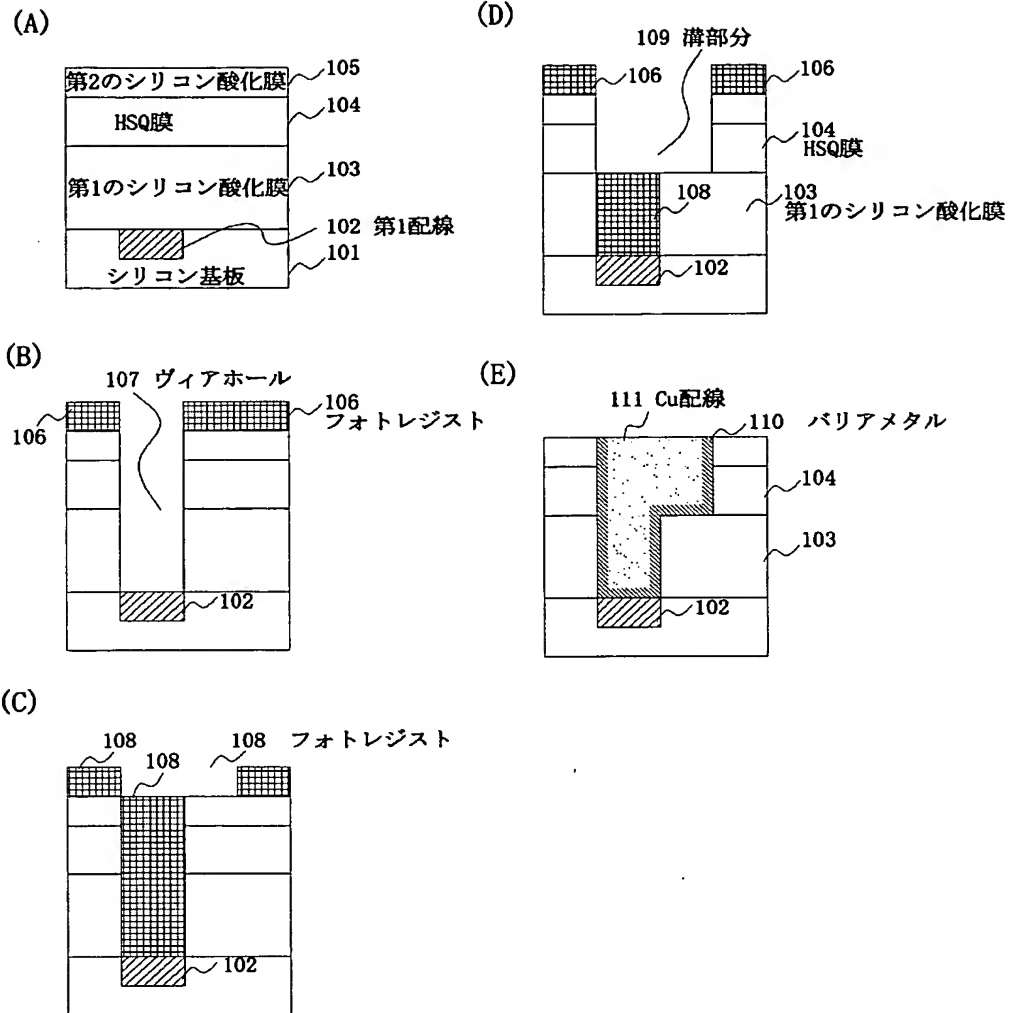 (A)
第2のシリコン酸化膜
105
HSQ膜
104
第1のシリコン酸化膜
103
102 第1配線
101
シリコン基板
(B)
107 ヴィアホール
106
106
フォトレジスト
102
(C)
108
108
108 フォトレジスト
102
(D)
109 溝部分
106
106
104
HSQ膜
108
103
第1のシリコン酸化膜
102
(E)
111 Cu配線
110 バリアメタル
104
103
102